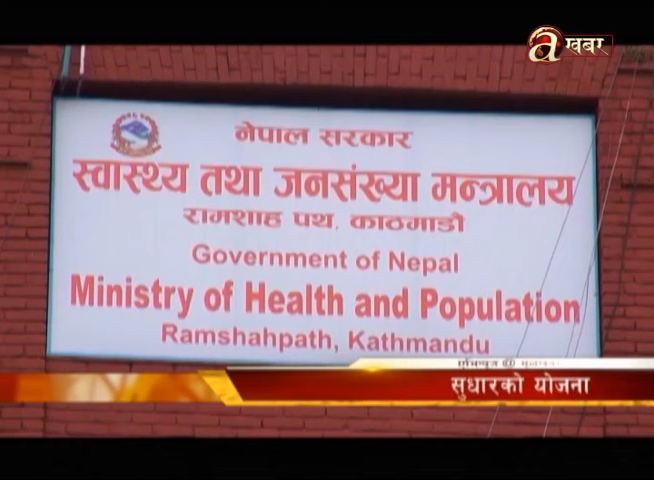 a खबर
नेपाल सरकार
स्वास्थ्य तथा जनसंख्या मन्त्रालय
रामशाह पथ, काठमाडौं
Government of Nepal
Ministry of Health and Population
Ramshahpath, Kathmandu
सुधारको योजना